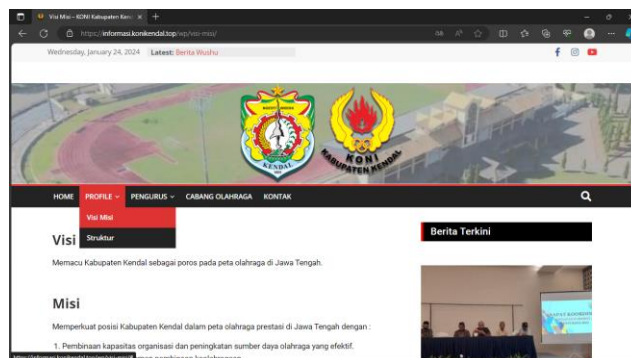 Visi Misi – KONI Kabupaten Ken
https://informasi.konikendal.top/wp/visi-misi/
Wednesday, January 24, 2024 Latest: Berita Wushu
KENDAL
KONI
KABUPATEN KENDAL
HOME PROFILE PENGURUS CABANG OLAHRAGA KONTAK
Visi Misi
Struktur
Visi
Memacu Kabupaten Kendal sebagai poros pada peta olahraga di Jawa Tengah.
Misi
Memperkuat posisi Kabupaten Kendal dalam peta olahraga prestasi di Jawa Tengah dengan :
1. Pembinaan kapasitas organisasi dan peningkatan sumber daya olahraga yang efektif.
Berita Terkini
RAPAT KOORDIN